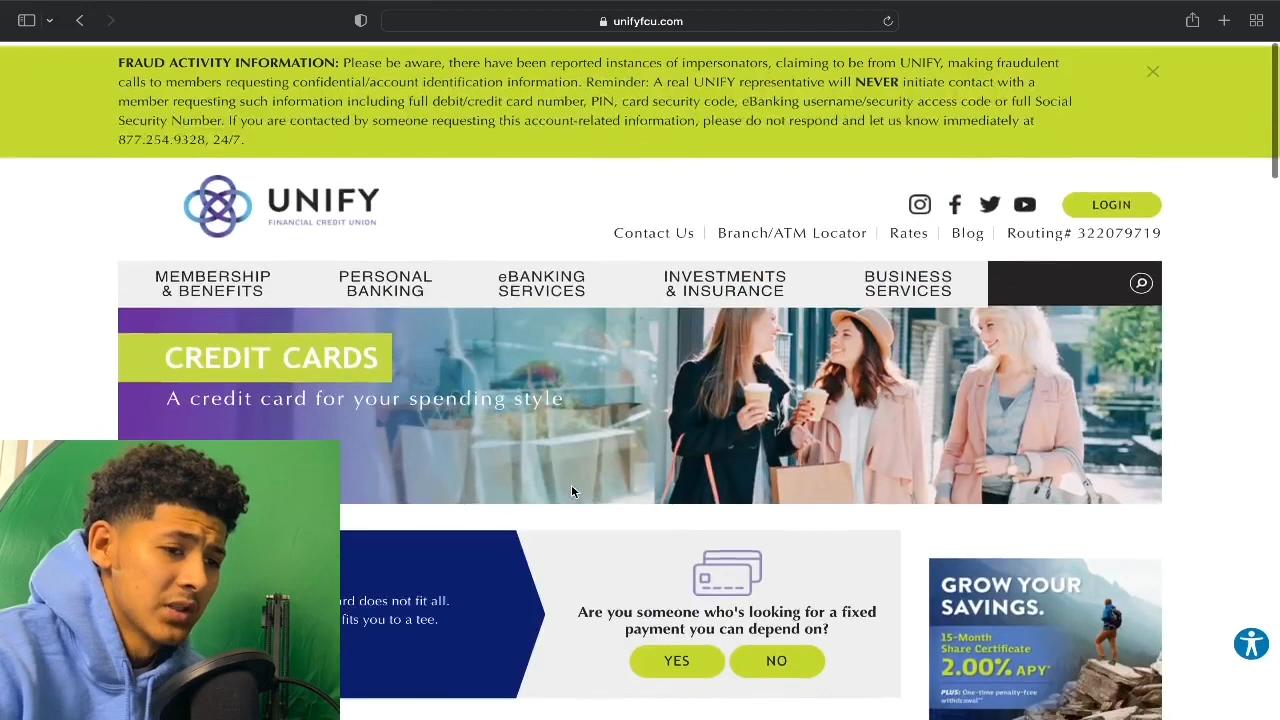 unifyfcu.com
FRAUD ACTIVITY INFORMATION: Please be aware, there have been reported instances of impersonators, claiming to be from UNIFY, making fraudulent
calls to members requesting confidential/account identification information. Reminder: A real UNIFY representative will NEVER initiate contact with a
member requesting such information including full debit/credit card number, PIN, card security code, eBanking username/security access code or full Social
Security Number. If you are contacted by someone requesting this account-related information, please do not respond and let us know immediately at
877.254.9328, 24/7.
UNIFY
FINANCIAL CREDIT UNION
LOGIN
Contact Us
Branch/ATM Locator
Rates
Blog
Routing# 322079719
MEMBERSHIP
& BENEFITS
PERSONAL
BANKING
eBANKING
SERVICES
INVESTMENTS
& INSURANCE
BUSINESS
SERVICES
CREDIT CARDS
A credit card for your spending style
rd does not fit all.
fits you to a tee.
Are you someone who's looking for a fixed
payment you can depend on?
YES
NO
GROW YOUR
SAVINGS.
15-Month
Share Certificate
2.00% APY*
PLUS: One-time penalty-free
withdrawal**